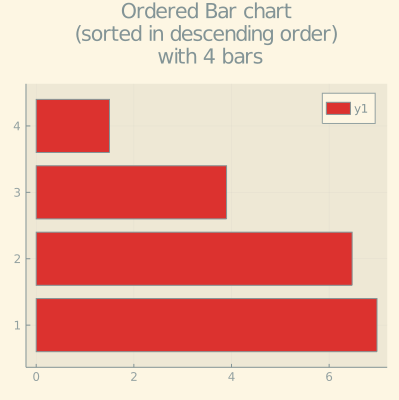 Ordered Bar chart
(sorted in descending order)
with 4 bars
y1
4
3
2
1
0 2 4 6